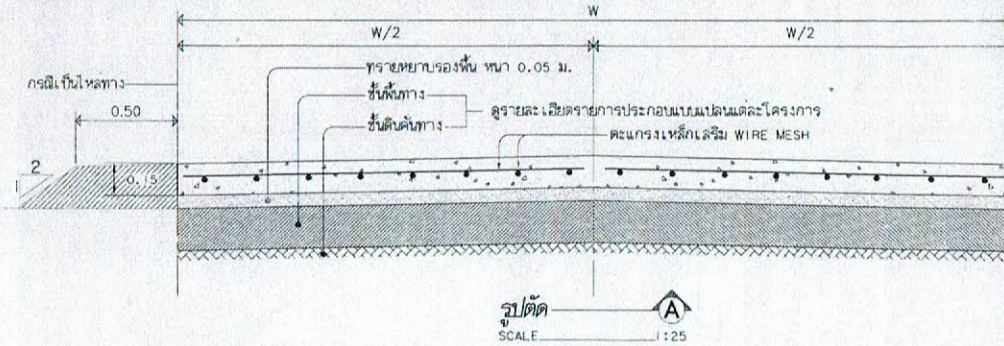 W
W/2
W/2
ทรายหยาบรองพื้น หนา 0.05 ม.
กรณีเป็นไหล่ทาง
ชั้นพื้นทาง
0.50
ดูรายละเอียดรายการประกอบแบบแปลนแต่ละโครงการ
ชั้นดินคันทาง
ตะแกรงเหล็กเสริม WIRE MESH
2
1
0.15
รูปตัด
A
SCALE 1:25